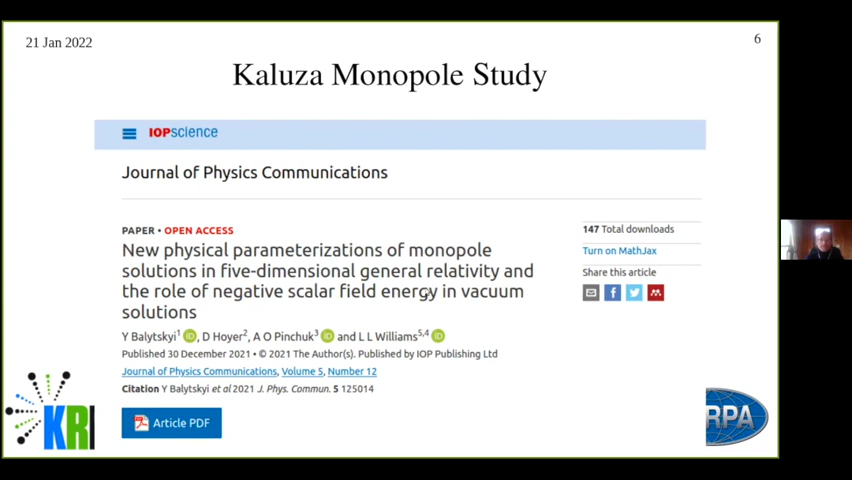 21 Jan 2022
6
Kaluza Monopole Study
IOPscience
Journal of Physics Communications
PAPER • OPEN ACCESS
New physical parameterizations of monopole
solutions in five-dimensional general relativity and
the role of negative scalar field energy in vacuum
solutions
Y Balytskyi1 iD, D Hoyer2, A O Pinchuk3 iD and L L Williams5,4 iD
Published 30 December 2021 • © 2021 The Author(s). Published by IOP Publishing Ltd
Journal of Physics Communications, Volume 5, Number 12
Citation Y Balytskyi et al 2021 J. Phys. Commun. 5 125014
Article PDF
147 Total downloads
Turn on MathJax
Share this article
KRI
RPA